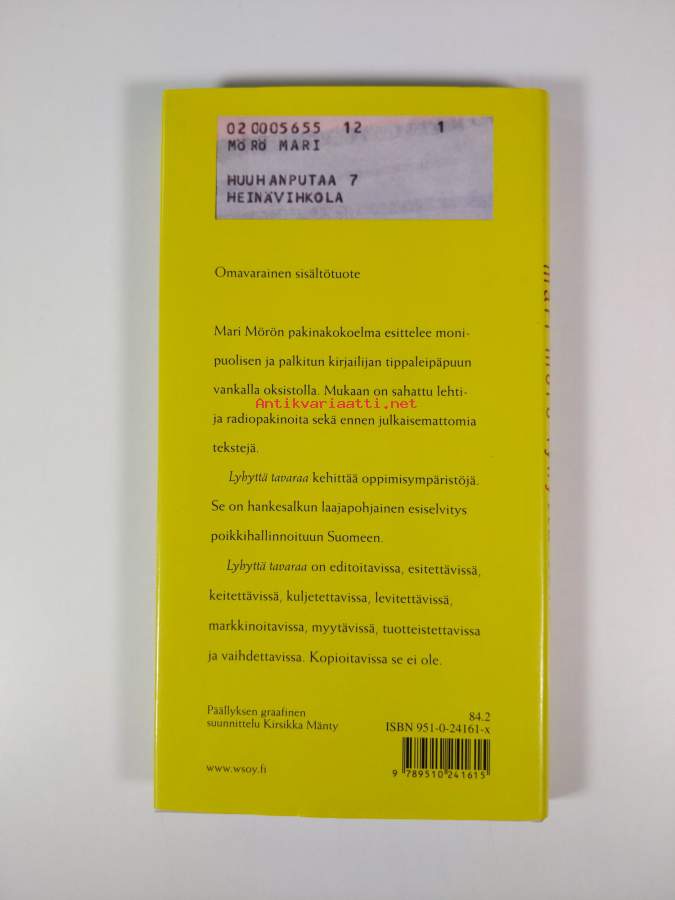 020005655 12 1
MöRö MARI
HUUHANPUTAA 7
HEINÄVIHKOLA
Omavarainen sisältötuote
Mari Mörön pakinakokoelma esittelee moni-
puolisen ja palkitun kirjailijan tippaleipäpuun
vankalla oksistolla. Mukaan on sahattu lehti-
Antikvariaatti.net
ja radiopakinoita sekä ennen julkaisemattomia
tekstejä.
Lyhyttä tavaraa kehittää oppimisympäristöjä.
Se on hankesalkun laajapohjainen esiselvitys
poikkihallinnoituun Suomeen.
Lyhyttä tavaraa on editoitavissa, esitettävissä,
keitettävissä, kuljetettavissa, levitettävissä,
markkinoitavissa, myytävissä, tuotteistettavissa
ja vaihdettavissa. Kopioitavissa se ei ole.
Päällyksen graafinen
suunnittelu Kirsikka Mänty
84.2
ISBN 951-0-24161-x
9 789510 241615
www.wsoy.fi